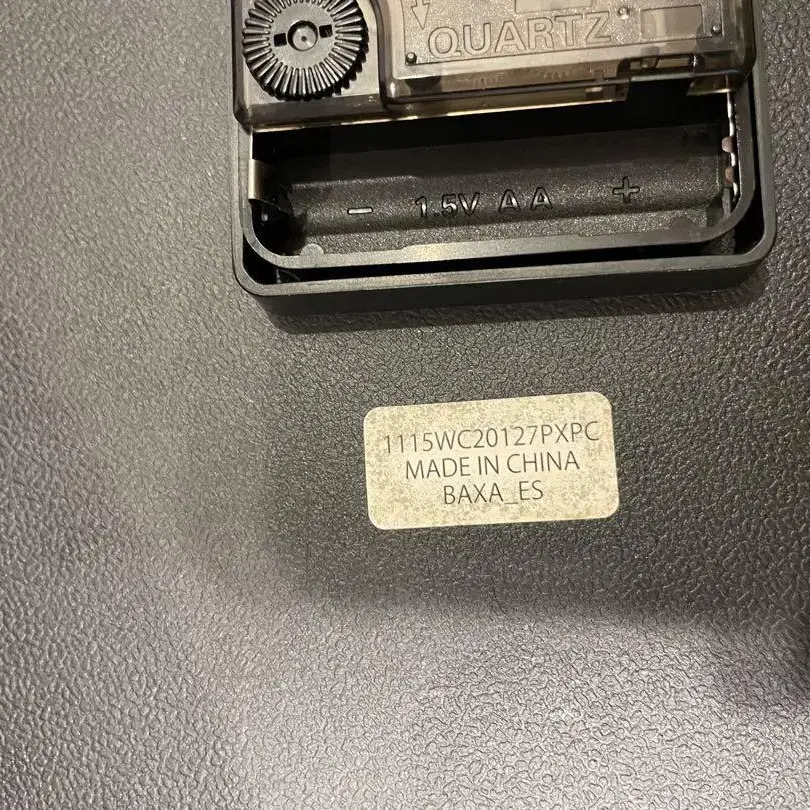 QUARTZ
− 1.5V AA +
1115WC20127PXPC
MADE IN CHINA
BAXA_ES